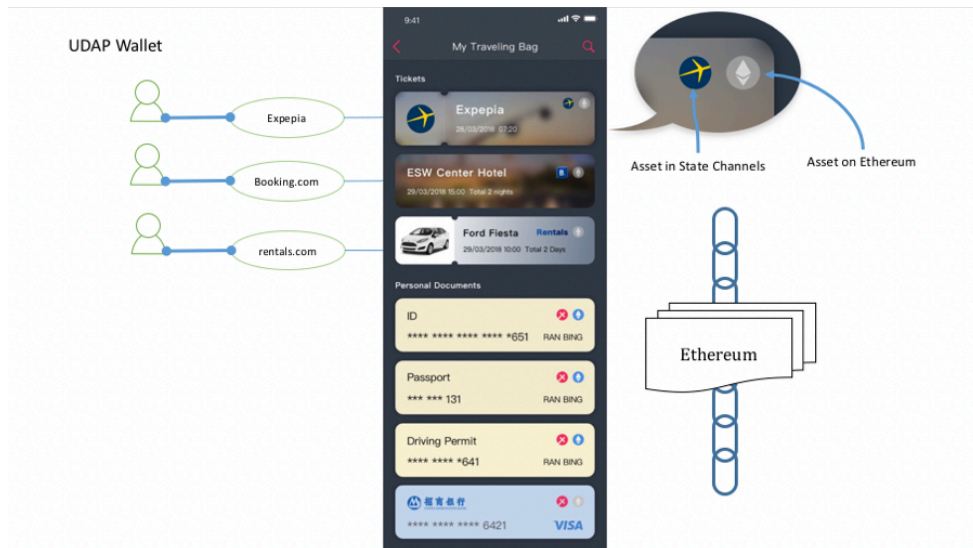 UDAP Wallet
Expepia
Booking.com
rentals.com
9:41
My Traveling Bag
Tickets
Expepia
28/03/2018 07:20
ESW Center Hotel
B
29/03/2018 15:00 Total 2 nights
Ford Fiesta
Rentals
29/03/2018 10:00 Total 2 Days
Personal Documents
ID
**** **** **** **** *651
RAN BING
Passport
*** *** 131
RAN BING
Driving Permit
**** **** *641
RAN BING
招商银行
**** **** **** 6421
VISA
Asset in State Channels
Asset on Ethereum
Ethereum